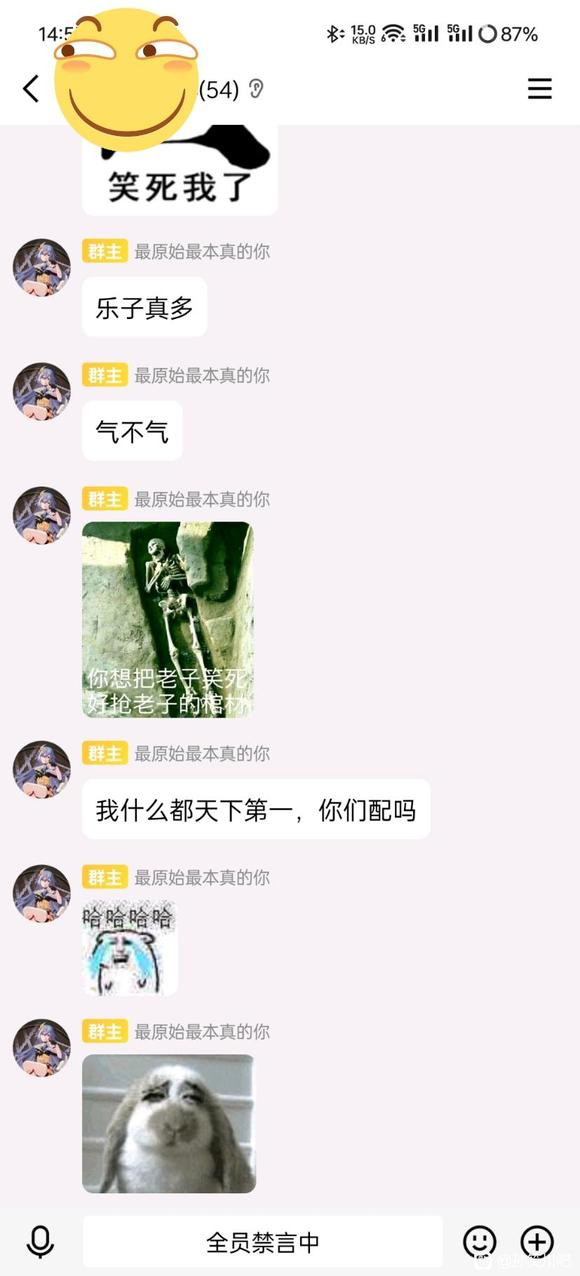 15.0
KB/S
5G
5G
87%
(54)
笑死我了
群主 最原始最本真的你
乐子真多
群主 最原始最本真的你
气不气
群主 最原始最本真的你
你想把老子笑死
好抢老子的棺材
群主 最原始最本真的你
我什么都天下第一，你们配吗
群主 最原始最本真的你
哈哈哈哈
群主 最原始最本真的你
全员禁言中